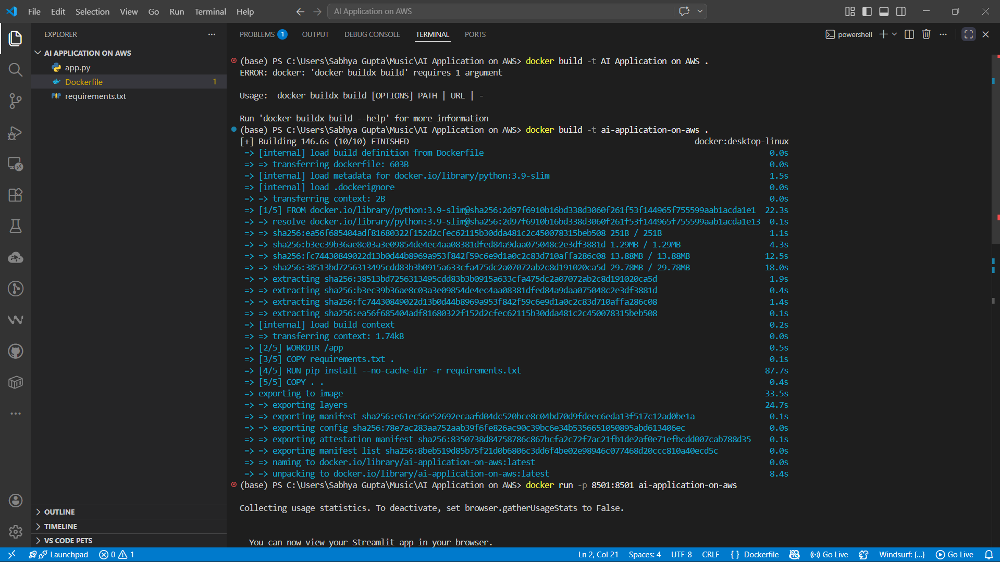 File Edit Selection View Go Run Terminal Help
AI Application on AWS
EXPLORER
AI APPLICATION ON AWS
app.py
Dockerfile 1
requirements.txt
OUTLINE
TIMELINE
VS CODE PETS
PROBLEMS 1 OUTPUT DEBUG CONSOLE TERMINAL PORTS
powershell
(base) PS C:\Users\Sabhya Gupta\Music\AI Application on AWS> docker build -t AI Application on AWS .
ERROR: docker: 'docker buildx build' requires 1 argument
Usage:  docker buildx build [OPTIONS] PATH | URL | -
Run 'docker buildx build --help' for more information
(base) PS C:\Users\Sabhya Gupta\Music\AI Application on AWS> docker build -t ai-application-on-aws .
[+] Building 146.6s (10/10) FINISHED docker:desktop-linux
=> [internal] load build definition from Dockerfile 0.0s
=> => transferring dockerfile: 603B 0.0s
=> [internal] load metadata for docker.io/library/python:3.9-slim 1.5s
=> [internal] load .dockerignore 0.0s
=> => transferring context: 2B 0.0s
=> [1/5] FROM docker.io/library/python:3.9-slim@sha256:2d97f6910b16bd338d3060f261f53f144965f755599aab1acda1e1 22.3s
=> => resolve docker.io/library/python:3.9-slim@sha256:2d97f6910b16bd338d3060f261f53f144965f755599aab1acda1e13 0.1s
=> => sha256:ea56f685404adf81680322f152d2cfec62115b30dda481c2c450078315beb508 251B / 251B 1.1s
=> => sha256:b3ec39b36ae8c03a3e09854de4ec4aa08381dfed84a9daa075048c2e3df3881d 1.29MB / 1.29MB 4.3s
=> => sha256:fc74430849022d13b0d44b8969a953f842f59c6e9d1a0c2c83d710affa286c08 13.88MB / 13.88MB 12.5s
=> => sha256:38513bd7256313495cdd83b3b0915a633cfa475dc2a07072ab2c8d191020ca5d 29.78MB / 29.78MB 18.0s
=> => extracting sha256:38513bd7256313495cdd83b3b0915a633cfa475dc2a07072ab2c8d191020ca5d 1.9s
=> => extracting sha256:b3ec39b36ae8c03a3e09854de4ec4aa08381dfed84a9daa075048c2e3df3881d 0.4s
=> => extracting sha256:fc74430849022d13b0d44b8969a953f842f59c6e9d1a0c2c83d710affa286c08 1.4s
=> => extracting sha256:ea56f685404adf81680322f152d2cfec62115b30dda481c2c450078315beb508 0.1s
=> [internal] load build context 0.2s
=> => transferring context: 1.74kB 0.0s
=> [2/5] WORKDIR /app 0.5s
=> [3/5] COPY requirements.txt . 0.1s
=> [4/5] RUN pip install --no-cache-dir -r requirements.txt 87.7s
=> [5/5] COPY . . 0.4s
=> exporting to image 33.5s
=> => exporting layers 24.7s
=> => exporting manifest sha256:e61ec56e52692ecaafd04dc520bce8c04bd70d9fdeec6eda13f517c12ad0be1a 0.1s
=> => exporting config sha256:78e7ac283aa752aab39f6fe826ac90c39bc6e34b5356651050895abd613406ec 0.0s
=> => exporting attestation manifest sha256:8350738d84758786c867bcfa2c72f7ac21fb1de2af0e71efbcdd007cab788d35 0.1s
=> => exporting manifest list sha256:8beb519d85b75f21d0b6806c3dd6f4be02e98946c077468d20ccc810a40ecd5c 0.0s
=> => naming to docker.io/library/ai-application-on-aws:latest 0.0s
=> => unpacking to docker.io/library/ai-application-on-aws:latest 8.4s
(base) PS C:\Users\Sabhya Gupta\Music\AI Application on AWS> docker run -p 8501:8501 ai-application-on-aws
Collecting usage statistics. To deactivate, set browser.gatherUsageStats to False.
You can now view your Streamlit app in your browser.
Launchpad 0 1 Ln 2, Col 21 Spaces: 4 UTF-8 CRLF {} Dockerfile Go Live Windsurf: {...} Go Live